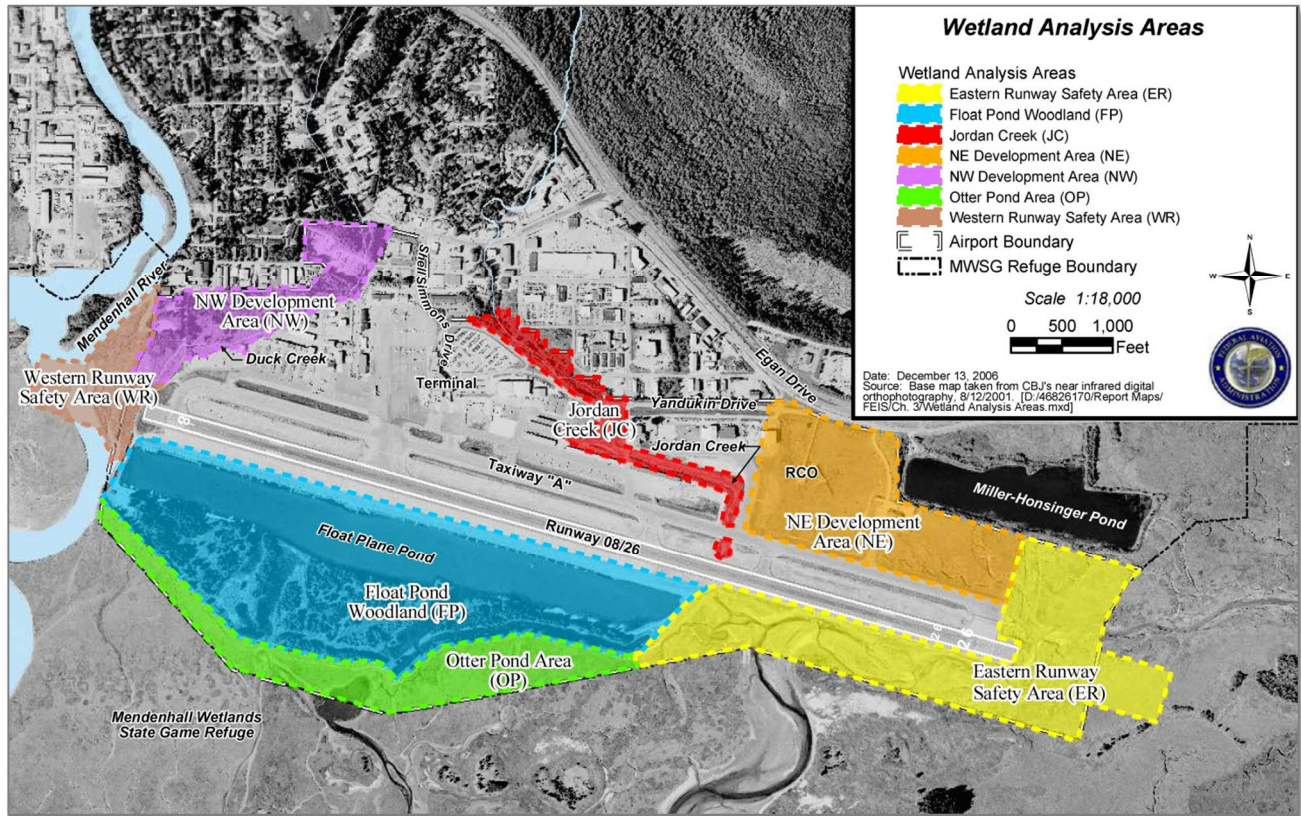 Wetland Analysis Areas
Wetland Analysis Areas
Eastern Runway Safety Area (ER)
Float Pond Woodland (FP)
Jordan Creek (JC)
NE Development Area (NE)
NW Development Area (NW)
Otter Pond Area (OP)
Western Runway Safety Area (WR)
Airport Boundary
MWSG Refuge Boundary
Scale 1:18,000
0 500 1,000
Feet
N
W E
S
FEDERAL AVIATION
ADMINISTRATION
Date: December 13, 2006
Source: Base map taken from CBJ's near infrared digital
orthophotography, 8/12/2001. [D:/46826170/Report Maps/
FEIS/Ch. 3/Wetland Analysis Areas.mxd]
Mendenhall River
NW Development
Area (NW)
Duck Creek
Shell Simmons Drive
Western Runway
Safety Area (WR)
Terminal
Egan Drive
Yandukin Drive
Jordan
Creek (JC)
Jordan Creek
8
Taxiway "A"
RCO
Miller-Honsinger Pond
NE Development
Area (NE)
Runway 08/26
Float Plane Pond
Float Pond
Woodland (FP)
26
26
Otter Pond Area
(OP)
Eastern Runway
Safety Area (ER)
Mendenhall Wetlands
State Game Refuge